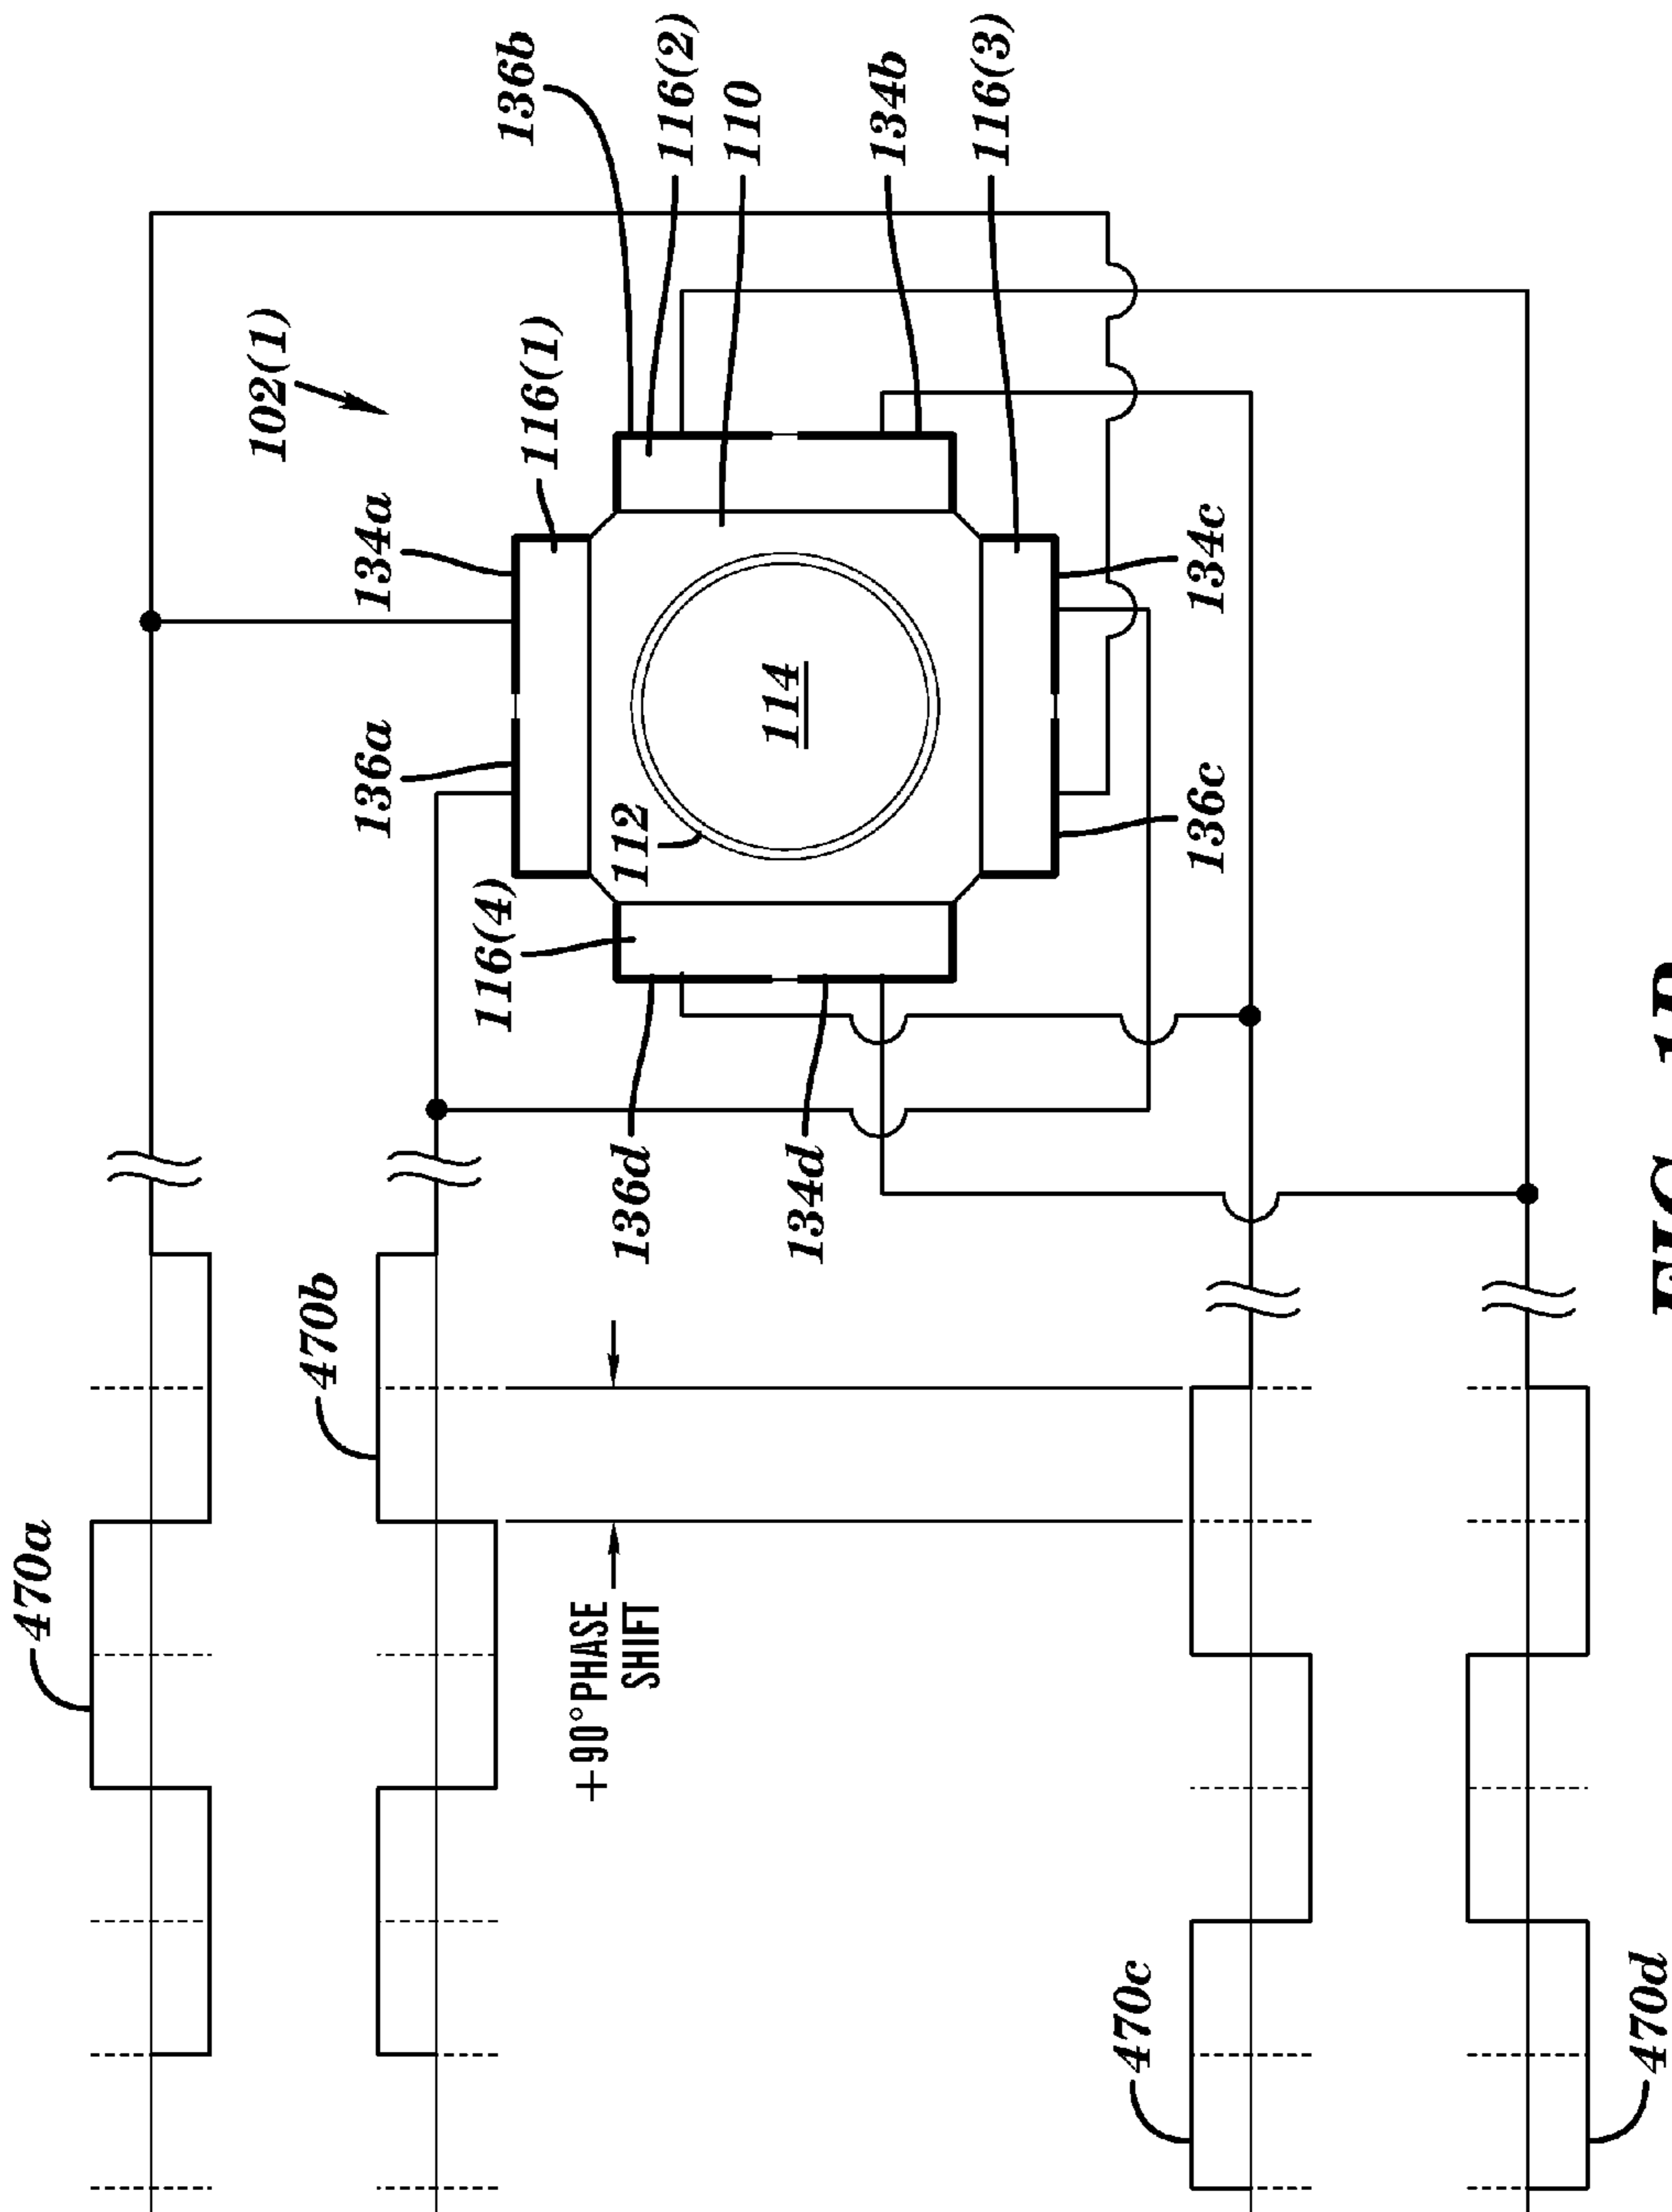 470a
102(1)
470b
136a
134a
116(4)
136b
116(1)
+90°PHASE
SHIFT
136d
112
116(2)
110
114
134d
134b
116(3)
470c
136c
134c
470d